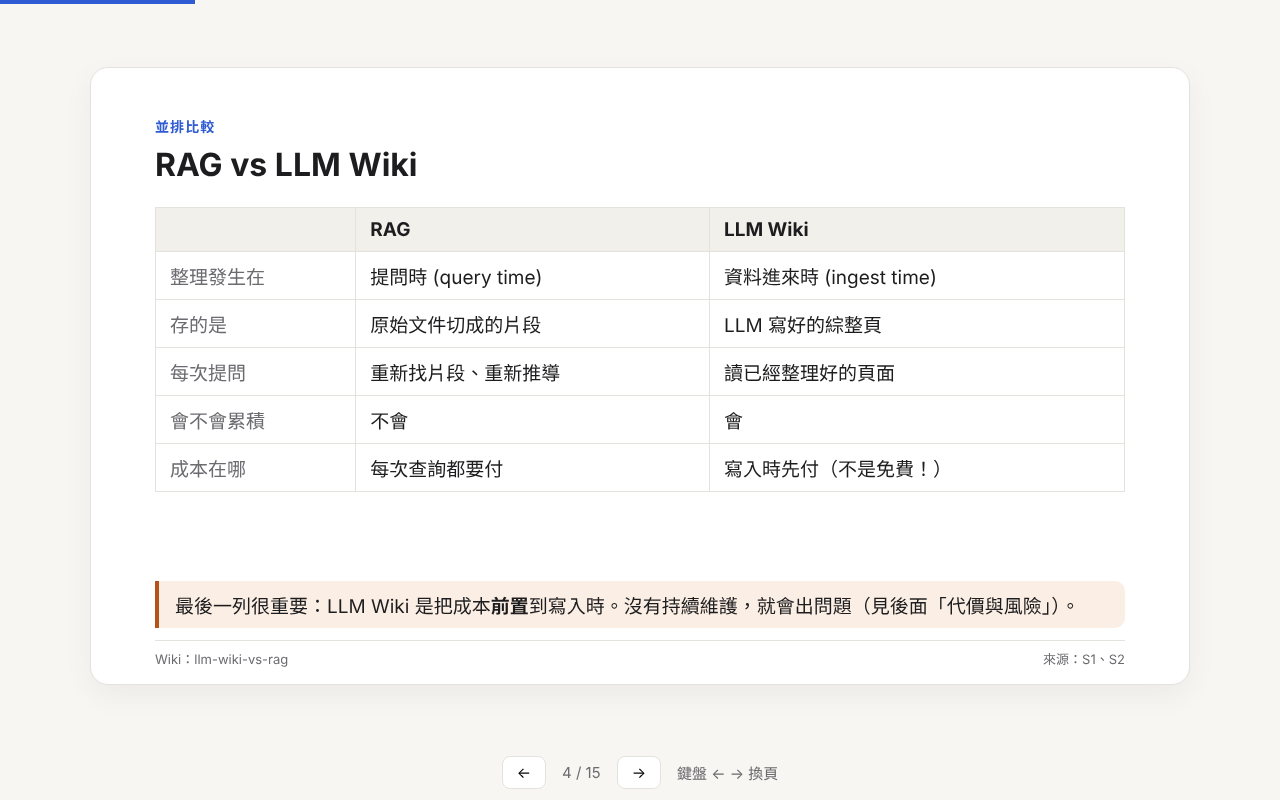 並排比較
RAG vs LLM Wiki
RAG LLM Wiki
整理發生在 提問時 (query time) 資料進來時 (ingest time)
存的是 原始文件切成的片段 LLM 寫好的綜整頁
每次提問 重新找片段、重新推導 讀已經整理好的頁面
會不會累積 不會 會
成本在哪 每次查詢都要付 寫入時先付（不是免費！）
最後一列很重要：LLM Wiki 是把成本前置到寫入時。沒有持續維護，就會出問題（見後面「代價與風險」）。
Wiki：llm-wiki-vs-rag 來源：S1、S2
← 4 / 15 → 鍵盤 ← → 換頁